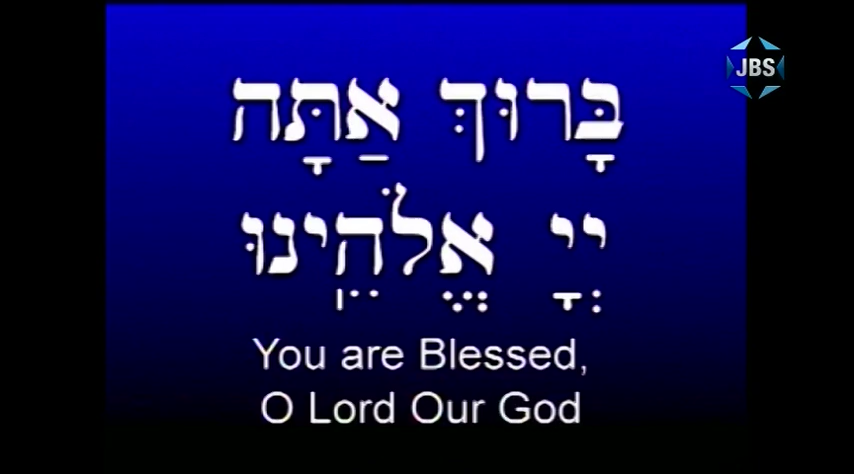 JBS
בָּרוּךְ אַתָּה
יְיָ אֱלֹהֵֽינוּ
You are Blessed,
O Lord Our God